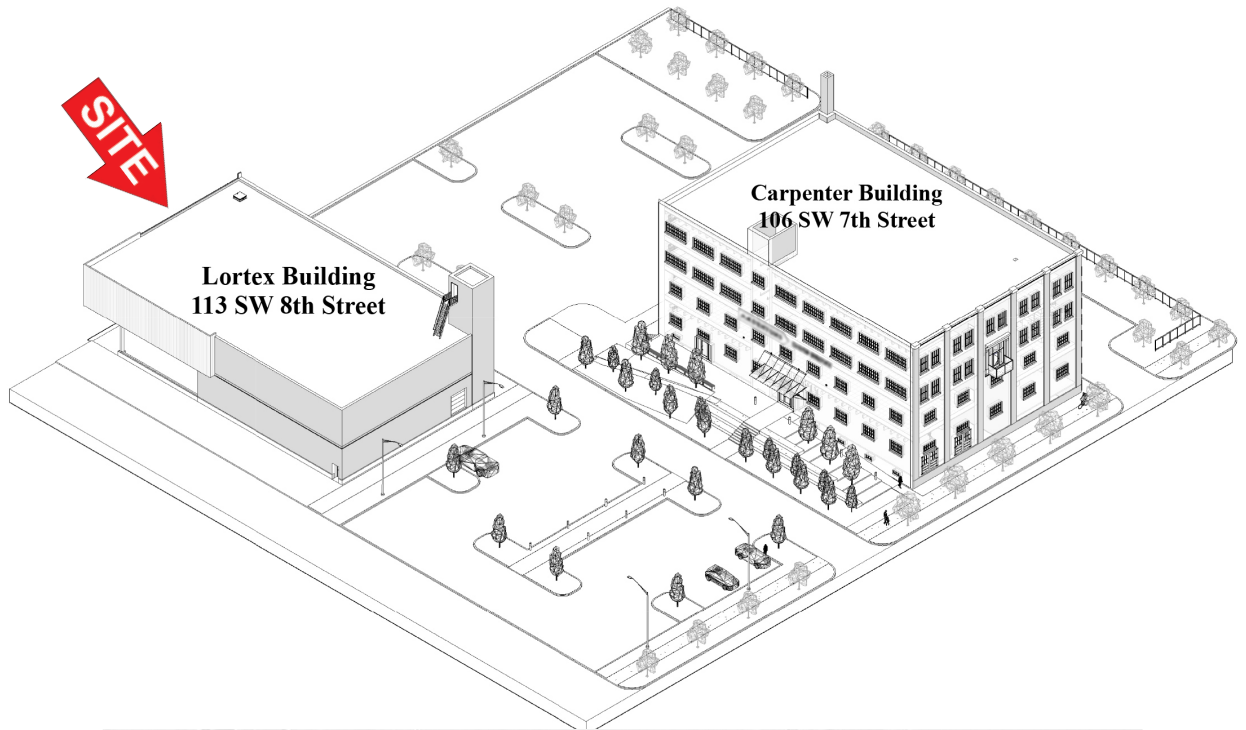 SITE
Lortex Building
113 SW 8th Street
Carpenter Building
106 SW 7th Street